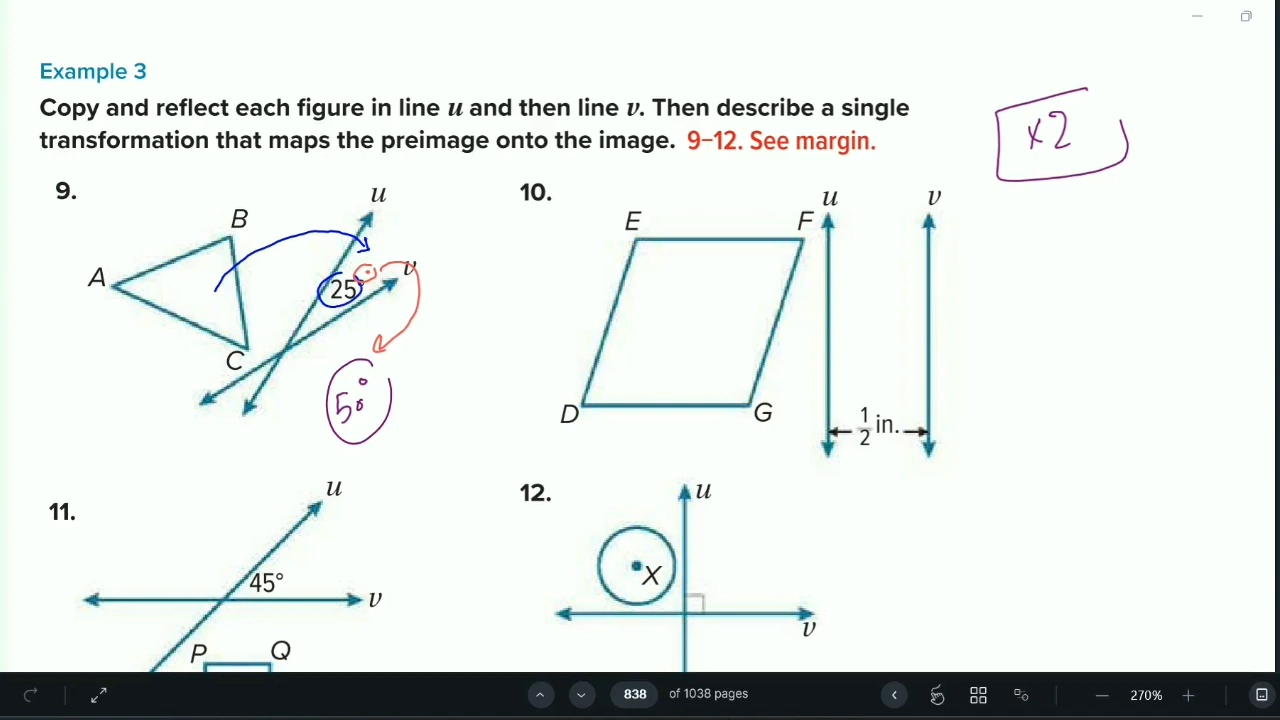 Example 3
Copy and reflect each figure in line u and then line v. Then describe a single
transformation that maps the preimage onto the image. 9–12. See margin.
×2
9.
u
B
A
v
25°
C
50°
10.
u
v
E
F
D
G
1/2 in.
11.
u
45°
v
P
Q
12.
u
X
v
838 of 1038 pages
270%